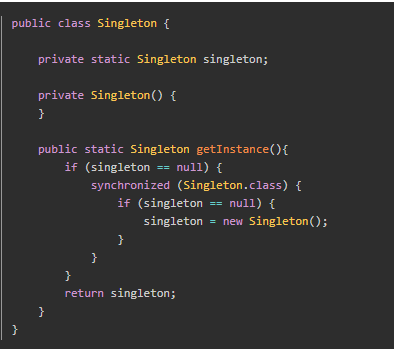 public class Singleton {
private static Singleton singleton;
private Singleton() {
}
public static Singleton getInstance(){
if (singleton == null) {
synchronized (Singleton.class) {
if (singleton == null) {
singleton = new Singleton();
}
}
}
return singleton;
}
}